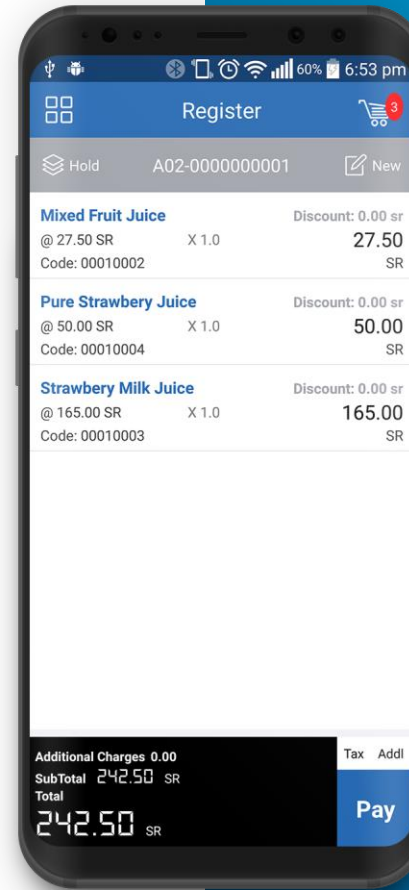 60% 6:53 pm
Register 3
Hold A02-0000000001 New
Mixed Fruit Juice Discount: 0.00 sr
@ 27.50 SR X 1.0 27.50
Code: 00010002 SR
Pure Strawbery Juice Discount: 0.00 sr
@ 50.00 SR X 1.0 50.00
Code: 00010004 SR
Strawbery Milk Juice Discount: 0.00 sr
@ 165.00 SR X 1.0 165.00
Code: 00010003 SR
Additional Charges 0.00 Tax Addl
SubTotal 242.50 SR
Total
242.50 SR Pay